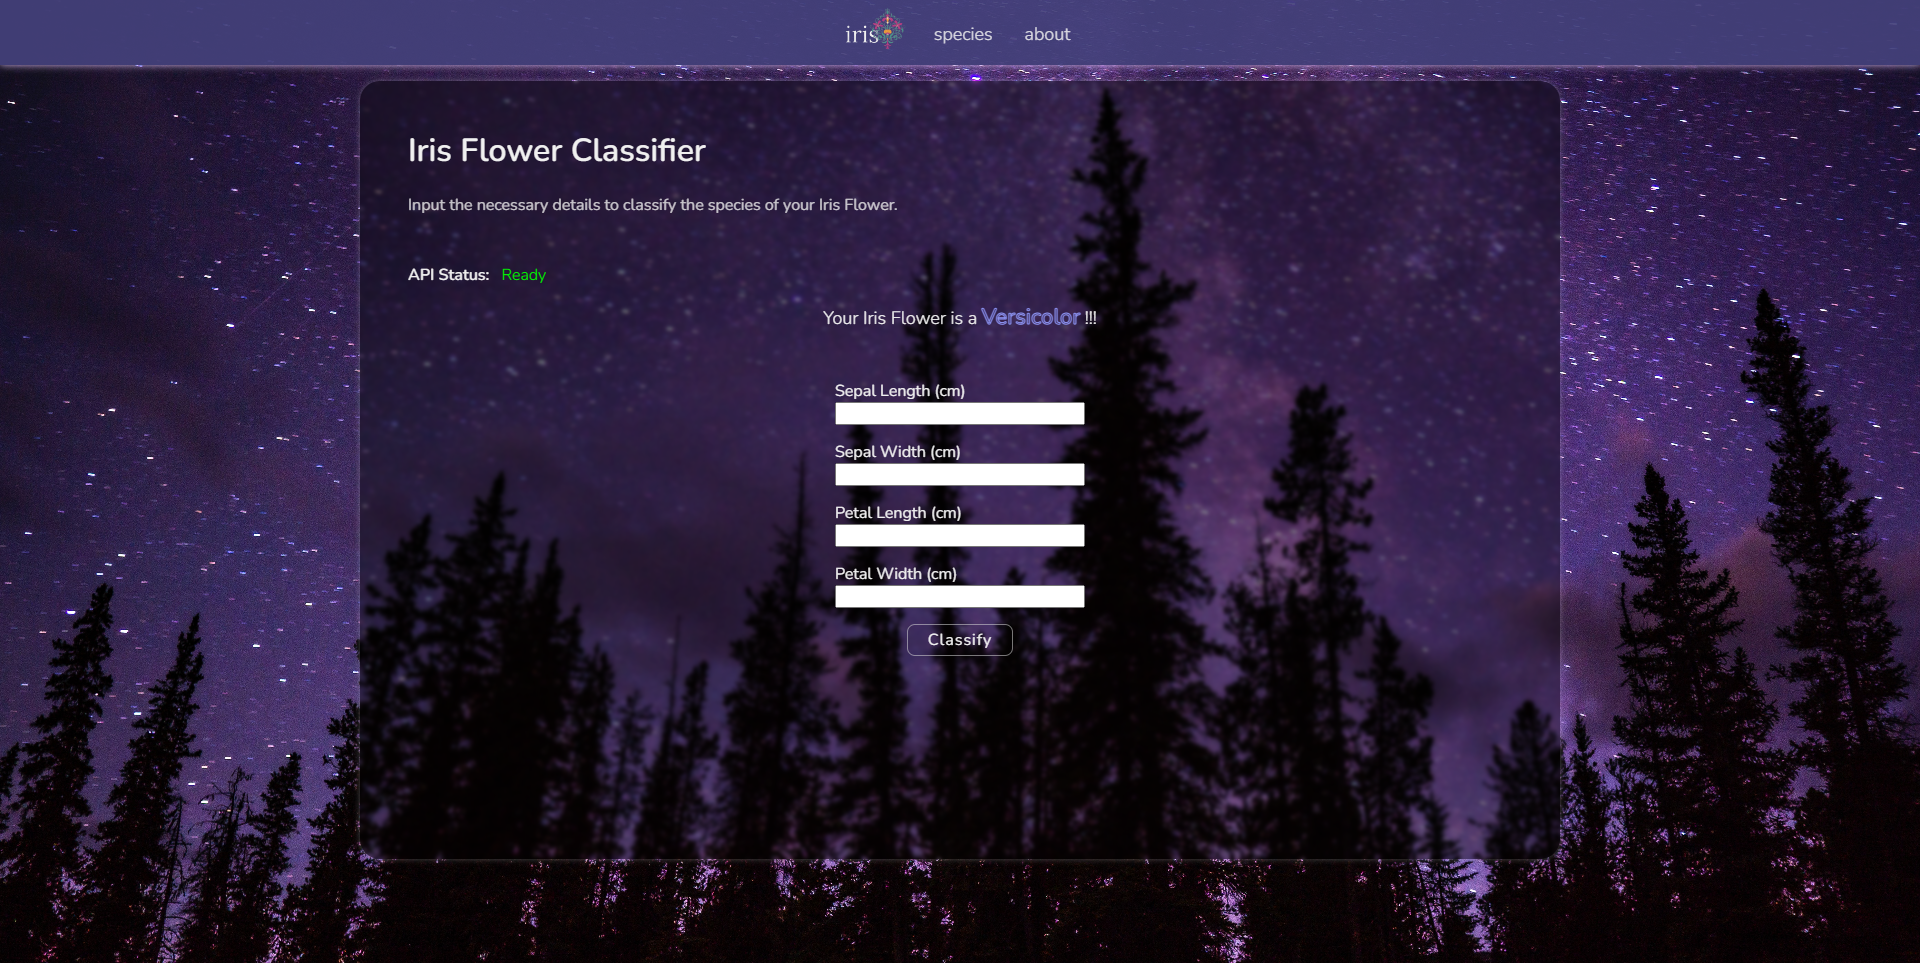 iris species about
Iris Flower Classifier
Input the necessary details to classify the species of your Iris Flower.
API Status: Ready
Your Iris Flower is a Versicolor !!!
Sepal Length (cm)
Sepal Width (cm)
Petal Length (cm)
Petal Width (cm)
Classify